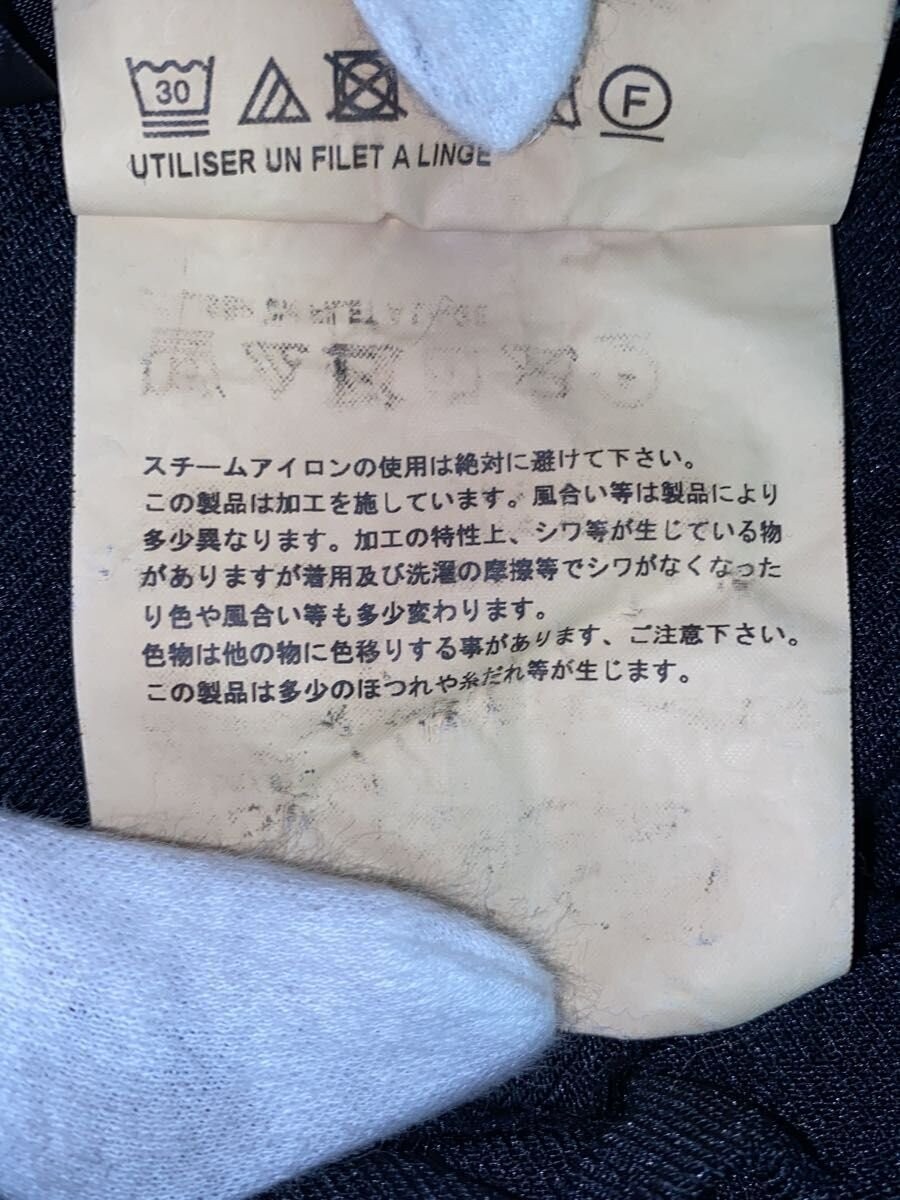 30
F
UTILISER UN FILET A LINGE
スチームアイロンの使用は絶対に避けて下さい。
この製品は加工を施しています。風合い等は製品により
多少異なります。加工の特性上、シワ等が生じている物
がありますが着用及び洗濯の摩擦等でシワがなくなった
り色や風合い等も多少変わります。
色物は他の物に色移りする事があります、ご注意下さい。
この製品は多少のほつれや糸だれ等が生じます。